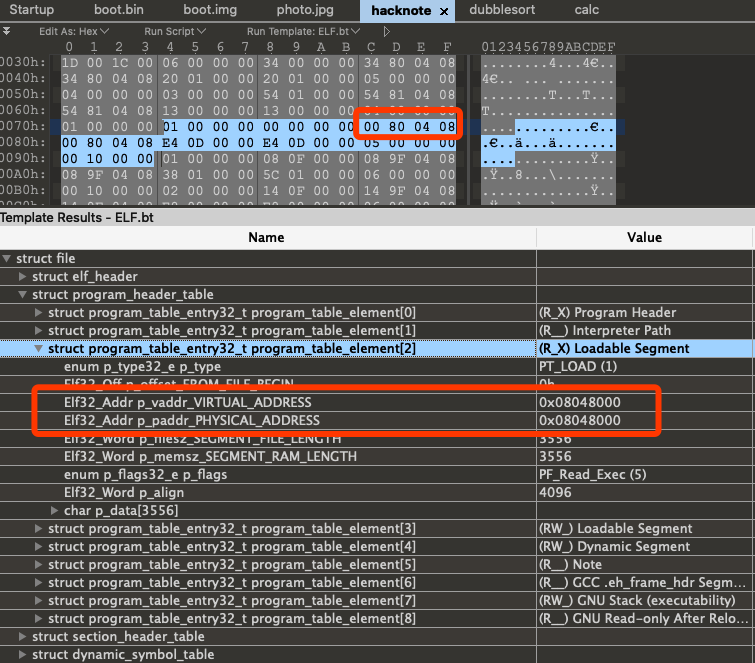 Startup boot.bin boot.img photo.jpg hacknote × dubblesort calc
Edit As: Hex Run Script Run Template: ELF.bt
0 1 2 3 4 5 6 7 8 9 A B C D E F 0123456789ABCDEF
0030h: 1D 00 1C 00 06 00 00 00 34 00 00 00 34 80 04 08 ........4...4€..
0040h: 34 80 04 08 20 01 00 00 20 01 00 00 05 00 00 00 4€.. ... .......
0050h: 04 00 00 00 03 00 00 00 54 01 00 00 54 81 04 08 ........T...T...
0060h: 54 81 04 08 13 00 00 00 13 00 00 00 T...
0070h: 01 00 00 00 01 00 00 00 00 00 00 00 00 80 04 08 .............€..
0080h: 00 80 04 08 E4 0D 00 00 E4 0D 00 00 05 00 00 00 .€..ä...ä.......
0090h: 00 10 00 00 01 00 00 00 08 0F 00 00 08 9F 04 08 .............Ÿ..
00A0h: 08 9F 04 08 38 01 00 00 5C 01 00 00 06 00 00 00 .Ÿ..8...\.......
00B0h: 00 10 00 00 02 00 00 00 14 0F 00 00 14 9F 04 08 .............Ÿ..
Template Results - ELF.bt
Name Value
struct file
struct elf_header
struct program_header_table
struct program_table_entry32_t program_table_element[0] (R_X) Program Header
struct program_table_entry32_t program_table_element[1] (R__) Interpreter Path
struct program_table_entry32_t program_table_element[2] (R_X) Loadable Segment
enum p_type32_e p_type PT_LOAD (1)
Elf32_Off p_offset_FROM_FILE_BEGIN 0h
Elf32_Addr p_vaddr_VIRTUAL_ADDRESS 0x08048000
Elf32_Addr p_paddr_PHYSICAL_ADDRESS 0x08048000
Elf32_Word p_filesz_SEGMENT_FILE_LENGTH 3556
Elf32_Word p_memsz_SEGMENT_RAM_LENGTH 3556
enum p_flags32_e p_flags PF_Read_Exec (5)
Elf32_Word p_align 4096
char p_data[3556]
struct program_table_entry32_t program_table_element[3] (RW_) Loadable Segment
struct program_table_entry32_t program_table_element[4] (RW_) Dynamic Segment
struct program_table_entry32_t program_table_element[5] (R__) Note
struct program_table_entry32_t program_table_element[6] (R__) GCC .eh_frame_hdr Segm...
struct program_table_entry32_t program_table_element[7] (RW_) GNU Stack (executability)
struct program_table_entry32_t program_table_element[8] (R__) GNU Read-only After Relo...
struct section_header_table
struct dynamic_symbol_table